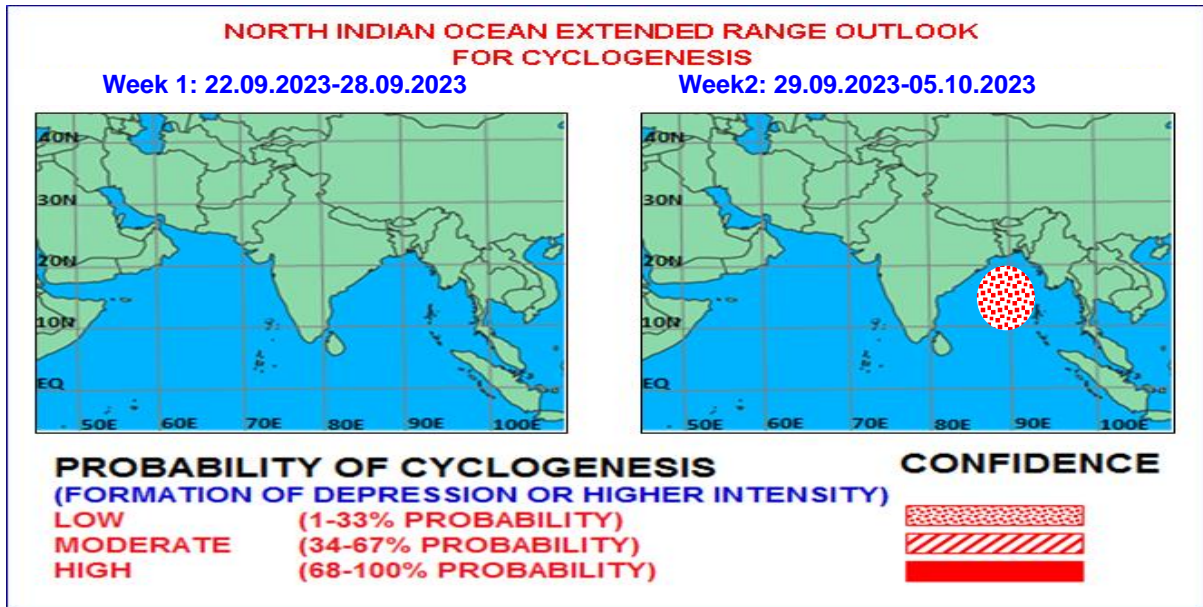 NORTH INDIAN OCEAN EXTENDED RANGE OUTLOOK
FOR CYCLOGENESIS
Week 1: 22.09.2023-28.09.2023
Week2: 29.09.2023-05.10.2023
40N
30N
20N
10N
EQ
50E 60E 70E 80E 90E 100E
40N
30N
20N
10N
EQ
50E 60E 70E 80E 90E 100E
PROBABILITY OF CYCLOGENESIS
CONFIDENCE
(FORMATION OF DEPRESSION OR HIGHER INTENSITY)
LOW (1-33% PROBABILITY)
MODERATE (34-67% PROBABILITY)
HIGH (68-100% PROBABILITY)